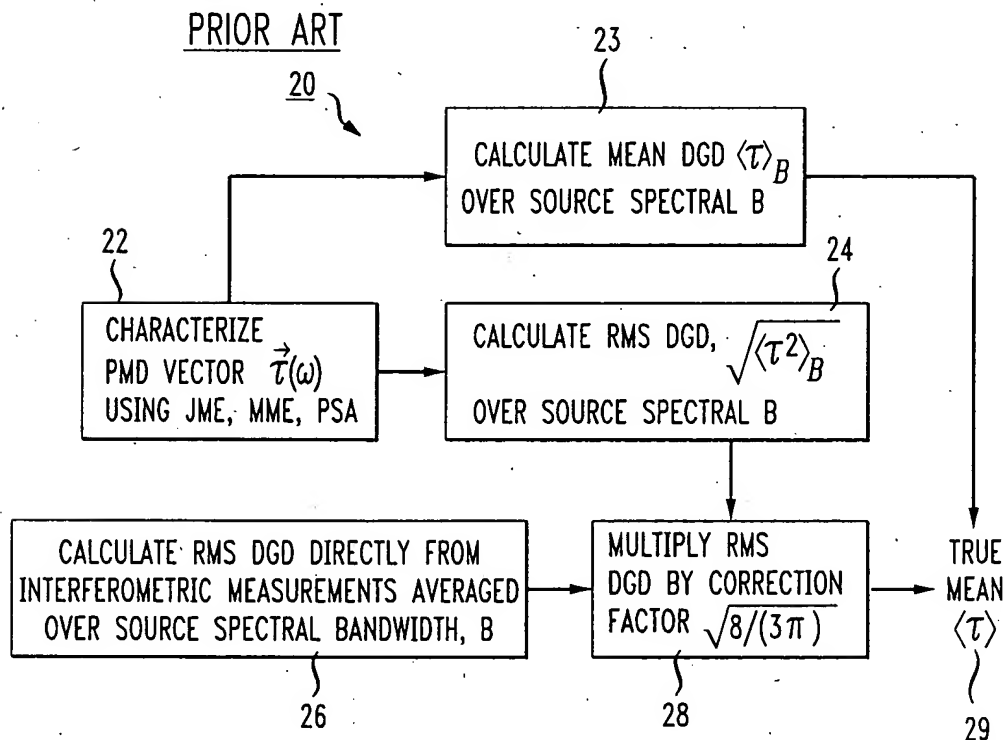 PRIOR ART
20
23
CALCULATE MEAN DGD ⟨τ⟩B
OVER SOURCE SPECTRAL B
22
CHARACTERIZE
PMD VECTOR τ⃗(ω)
USING JME, MME, PSA
24
CALCULATE RMS DGD, √⟨τ²⟩B
OVER SOURCE SPECTRAL B
CALCULATE RMS DGD DIRECTLY FROM
INTERFEROMETRIC MEASUREMENTS AVERAGED
OVER SOURCE SPECTRAL BANDWIDTH, B
26
MULTIPLY RMS
DGD BY CORRECTION
FACTOR √8/(3π)
28
TRUE
MEAN
⟨τ⟩
29